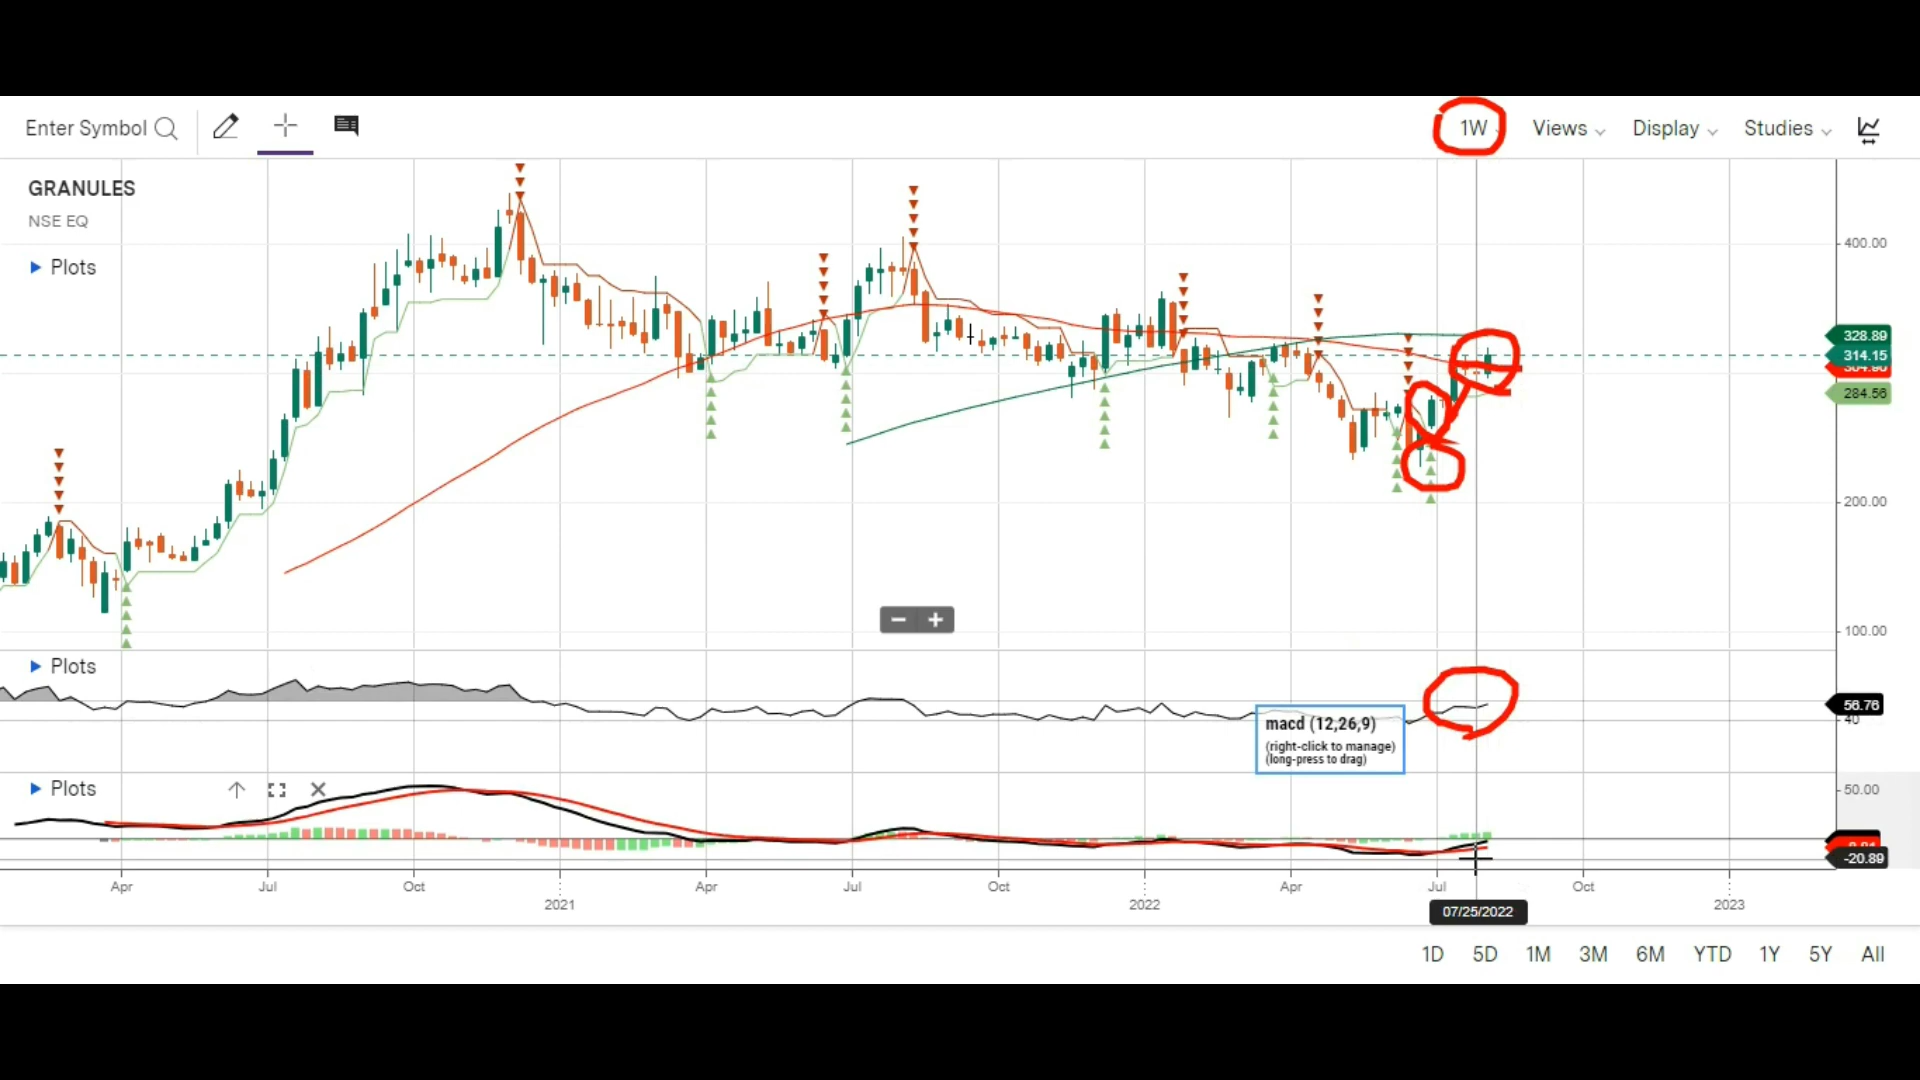 Enter Symbol
1W Views Display Studies
GRANULES
NSE EQ
Plots
400.00
328.89
314.15
304.90
284.56
200.00
100.00
Plots
56.76
40
macd (12,26,9)
(right-click to manage)
(long-press to drag)
Plots
50.00
-20.89
Apr Jul Oct Apr Jul Oct Apr Jul Oct
2021 2022 2023
07/25/2022
1D 5D 1M 3M 6M YTD 1Y 5Y All